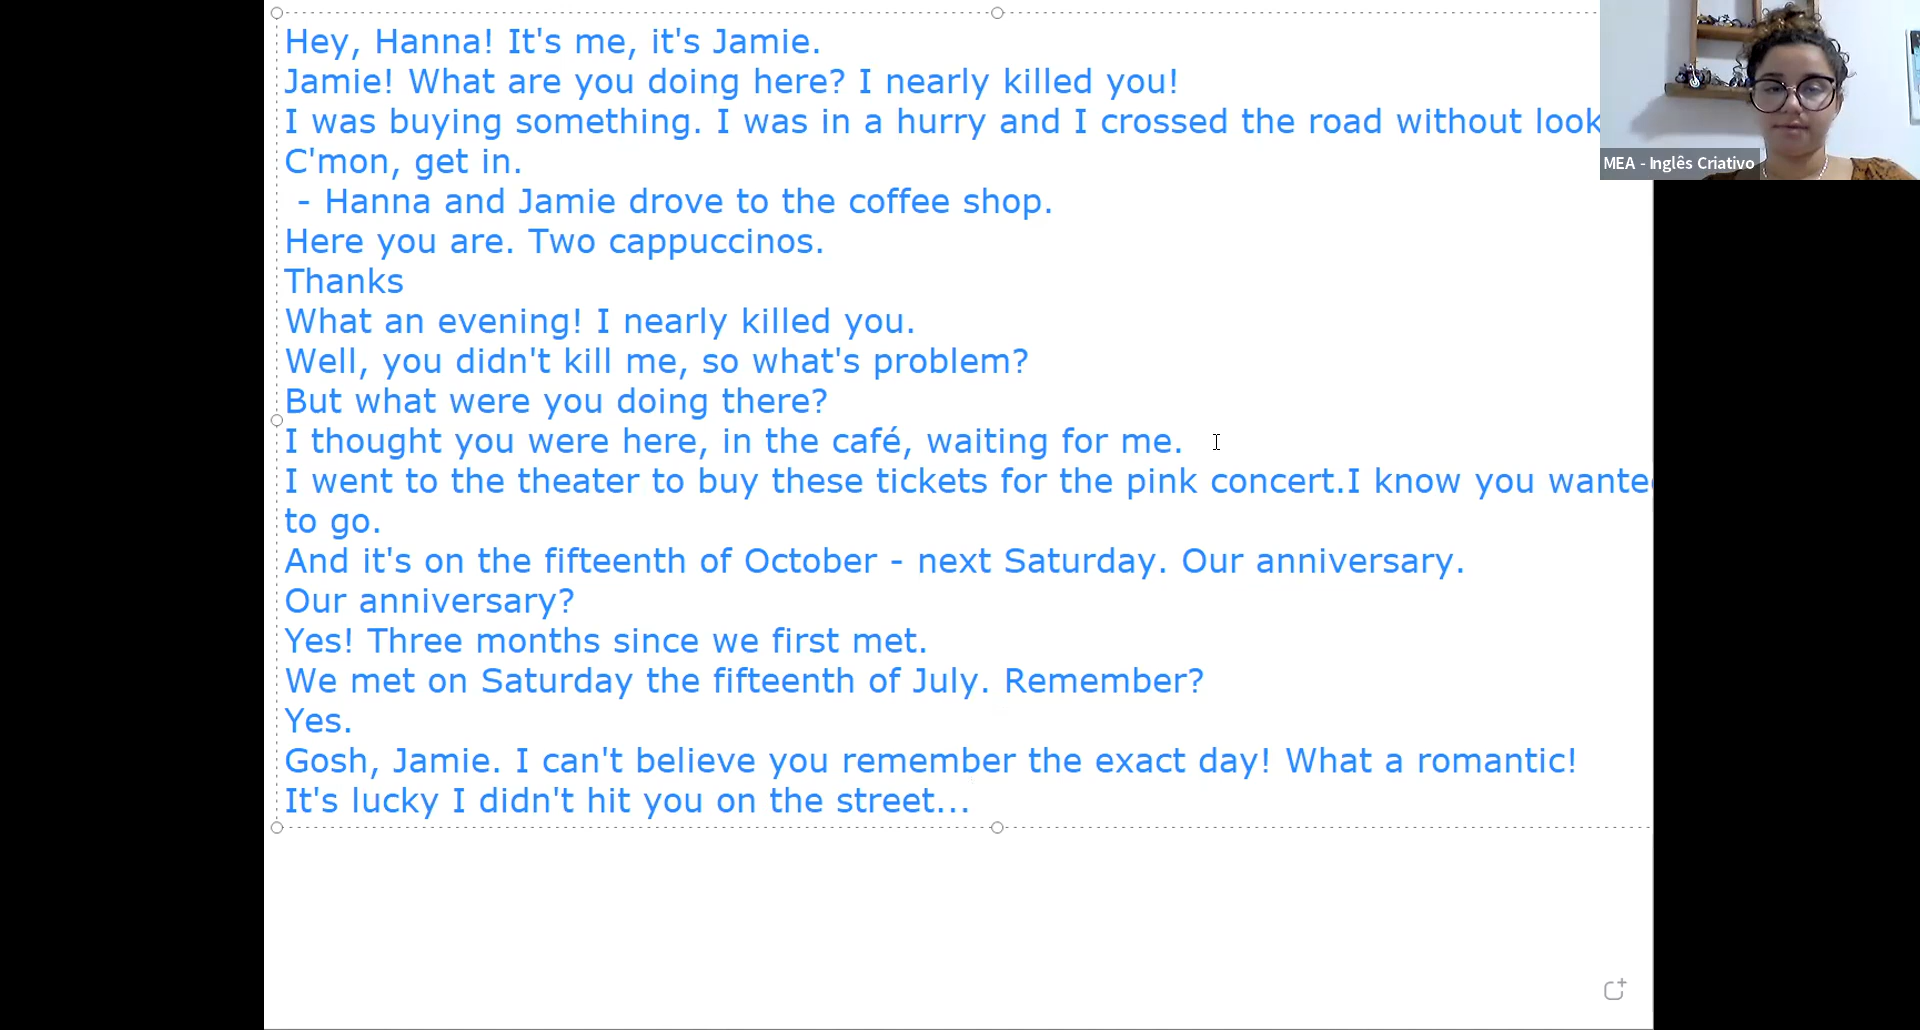 Hey, Hanna! It's me, it's Jamie.
Jamie! What are you doing here? I nearly killed you!
I was buying something. I was in a hurry and I crossed the road without look
C'mon, get in.
- Hanna and Jamie drove to the coffee shop.
Here you are. Two cappuccinos.
Thanks
What an evening! I nearly killed you.
Well, you didn't kill me, so what's problem?
But what were you doing there?
I thought you were here, in the café, waiting for me.
I went to the theater to buy these tickets for the pink concert.I know you wante
to go.
And it's on the fifteenth of October - next Saturday. Our anniversary.
Our anniversary?
Yes! Three months since we first met.
We met on Saturday the fifteenth of July. Remember?
Yes.
Gosh, Jamie. I can't believe you remember the exact day! What a romantic!
It's lucky I didn't hit you on the street...
MEA - Inglês Criativo